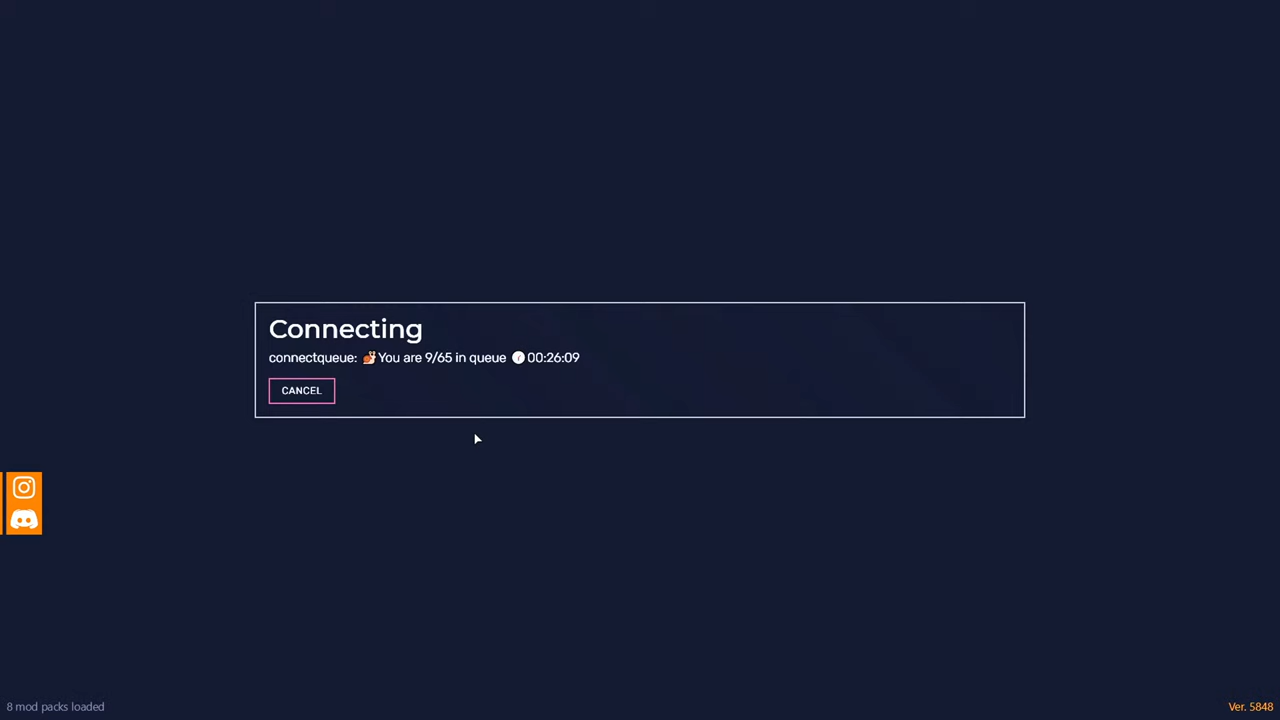 Connecting
connectqueue: 🐌You are 9/65 in queue 🕐00:26:09
CANCEL
8 mod packs loaded
Ver. 5848